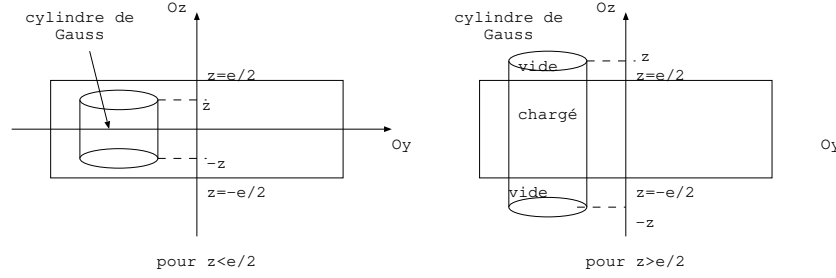 Oz
cylindre de
Gauss
z=e/2
z
Oy
-z
z=-e/2
pour z<e/2
Oz
cylindre de
Gauss
vide
z
z=e/2
chargé
Oy
vide
z=-e/2
-z
pour z>e/2